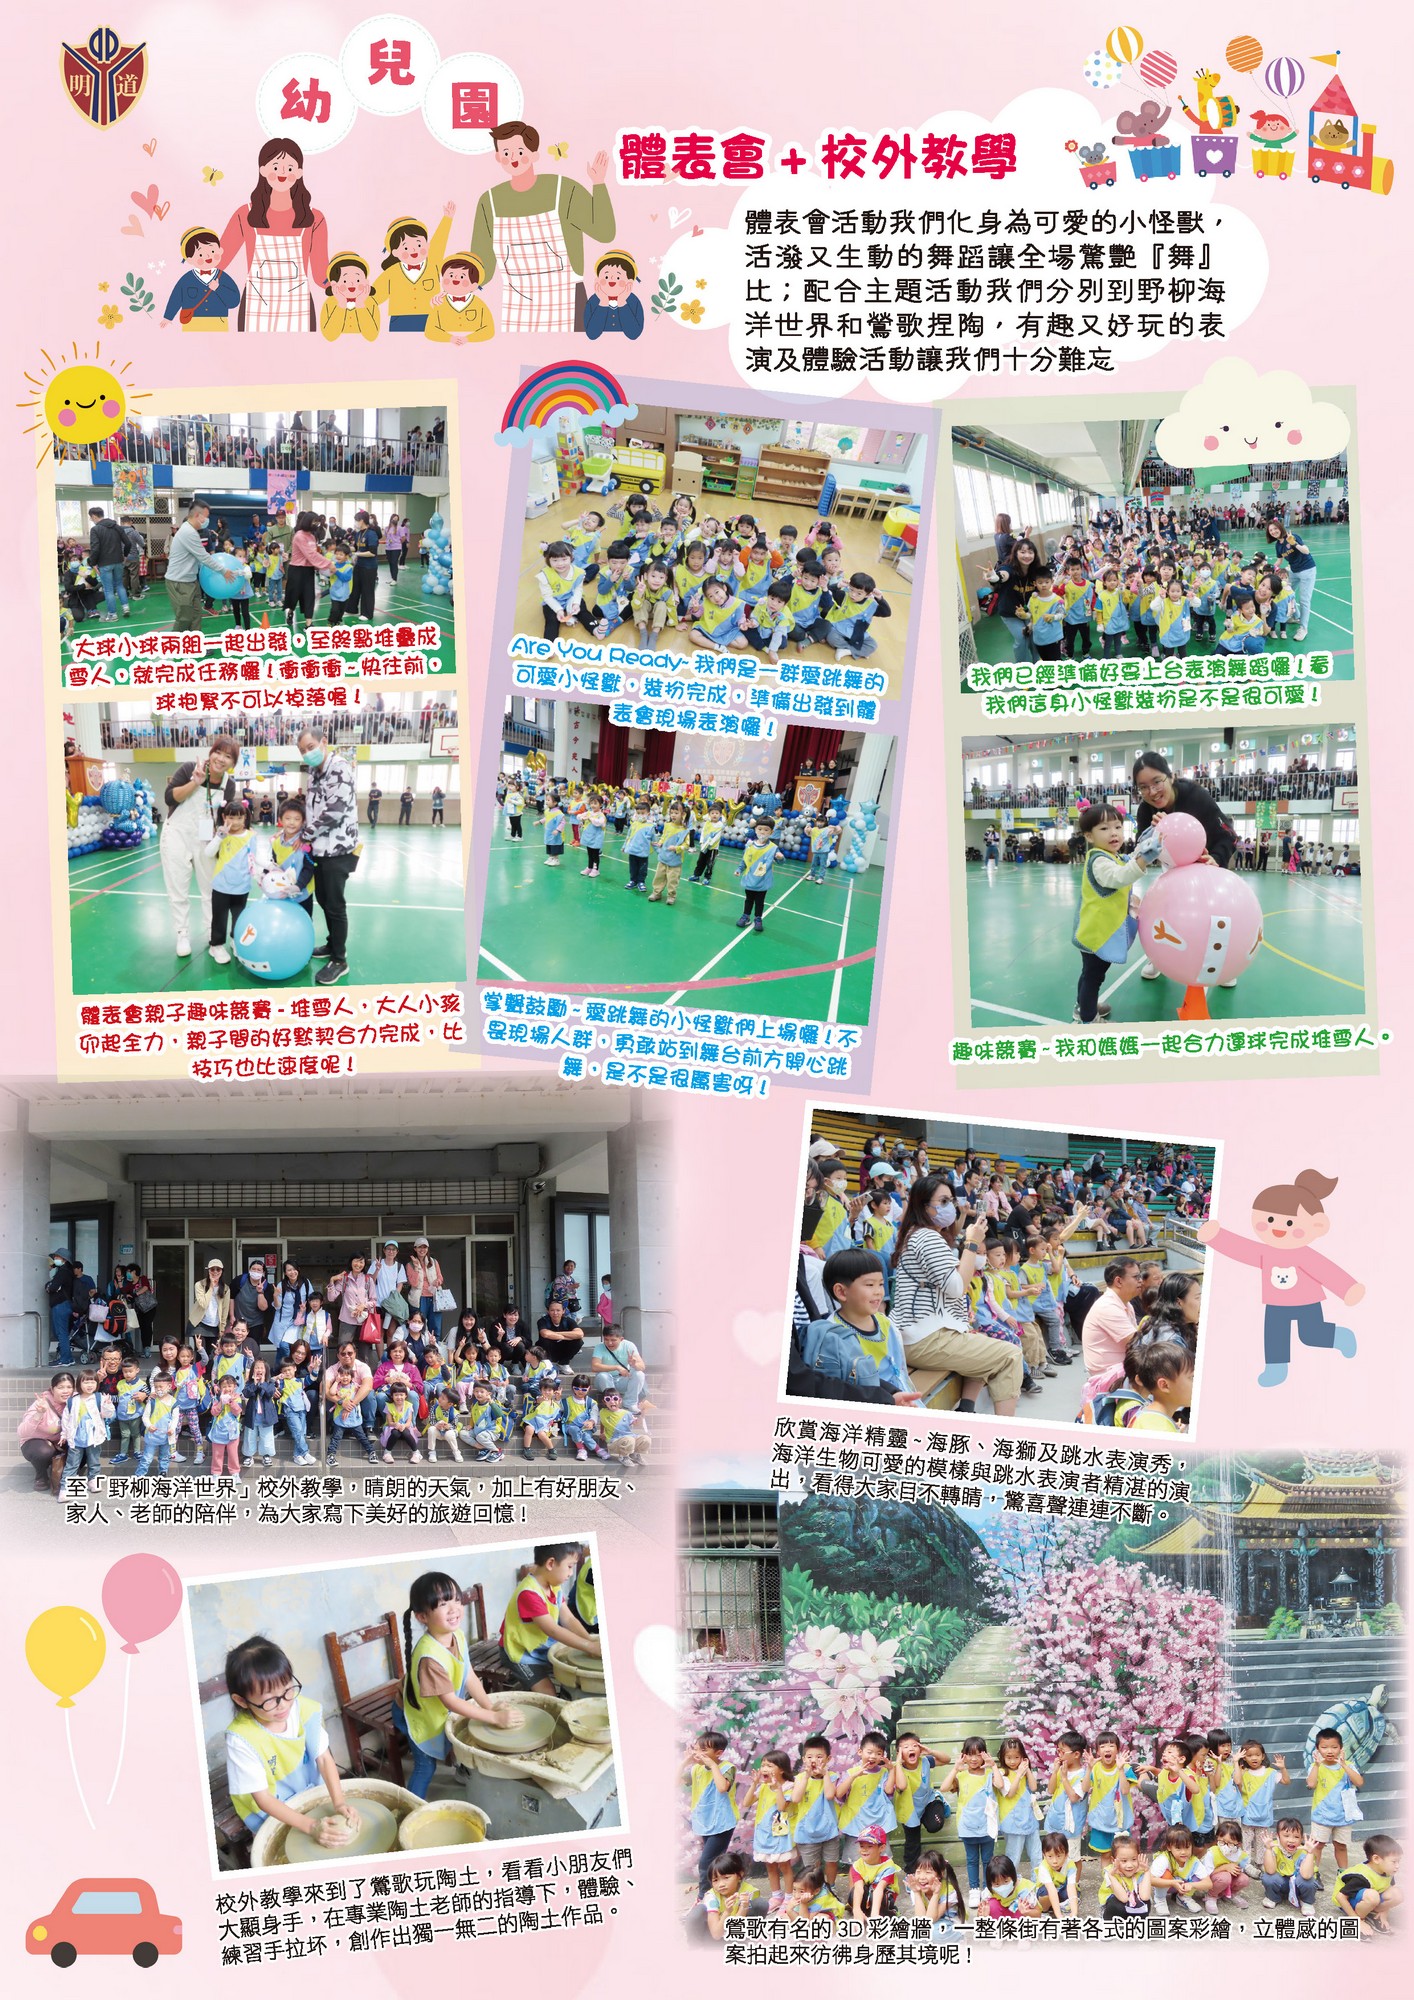 明道
幼兒園
體表會+校外教學
體表會活動我們化身為可愛的小怪獸，
活潑又生動的舞蹈讓全場驚艷『舞』
比；配合主題活動我們分別到野柳海
洋世界和鶯歌捏陶，有趣又好玩的表
演及體驗活動讓我們十分難忘
大球小球兩組一起出發，至終點堆疊成
雪人，就完成任務囉！衝衝衝~快往前，
球抱緊不可以掉落喔！
Are You Ready~我們是一群愛跳舞的
可愛小怪獸，裝扮完成，準備出發到體
表會現場表演囉！
我們已經準備好要上台表演舞蹈囉！看
我們這身小怪獸裝扮是不是很可愛！
體表會親子趣味競賽-堆雪人，大人小孩
卯起全力，親子間的好默契合力完成，比
技巧也比速度呢！
掌聲鼓勵~愛跳舞的小怪獸們上場囉！不
畏現場人群，勇敢站到舞台前方開心跳
舞，是不是很厲害呀！
趣味競賽~我和媽媽一起合力運球完成堆雪人。
至「野柳海洋世界」校外教學，晴朗的天氣，加上有好朋友、
家人、老師的陪伴，為大家寫下美好的旅遊回憶！
欣賞海洋精靈~海豚、海獅及跳水表演秀，
海洋生物可愛的模樣與跳水表演者精湛的演
出，看得大家目不轉睛，驚喜聲連連不斷。
校外教學來到了鶯歌玩陶土，看看小朋友們
大顯身手，在專業陶土老師的指導下，體驗、
練習手拉坏，創作出獨一無二的陶土作品。
鶯歌有名的3D彩繪牆，一整條街有著各式的圖案彩繪，立體感的圖
案拍起來彷彿身歷其境呢！